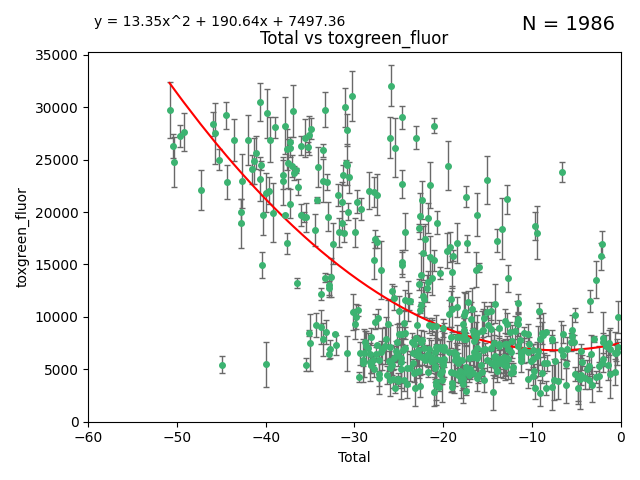 y = 13.35x^2 + 190.64x + 7497.36
N = 1986
Total vs toxgreen_fluor
35000
30000
25000
20000
15000
10000
5000
0
toxgreen_fluor
−60 −50 −40 −30 −20 −10 0
Total